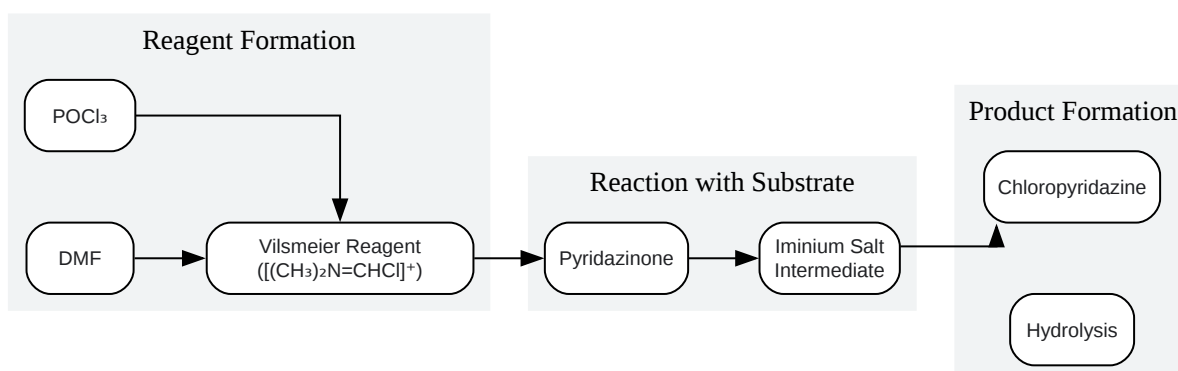 Reagent Formation
POCl₃
DMF
Vilsmeier Reagent
([(CH₃)₂N=CHCl]⁺)
Reaction with Substrate
Pyridazinone
Iminium Salt
Intermediate
Product Formation
Chloropyridazine
Hydrolysis